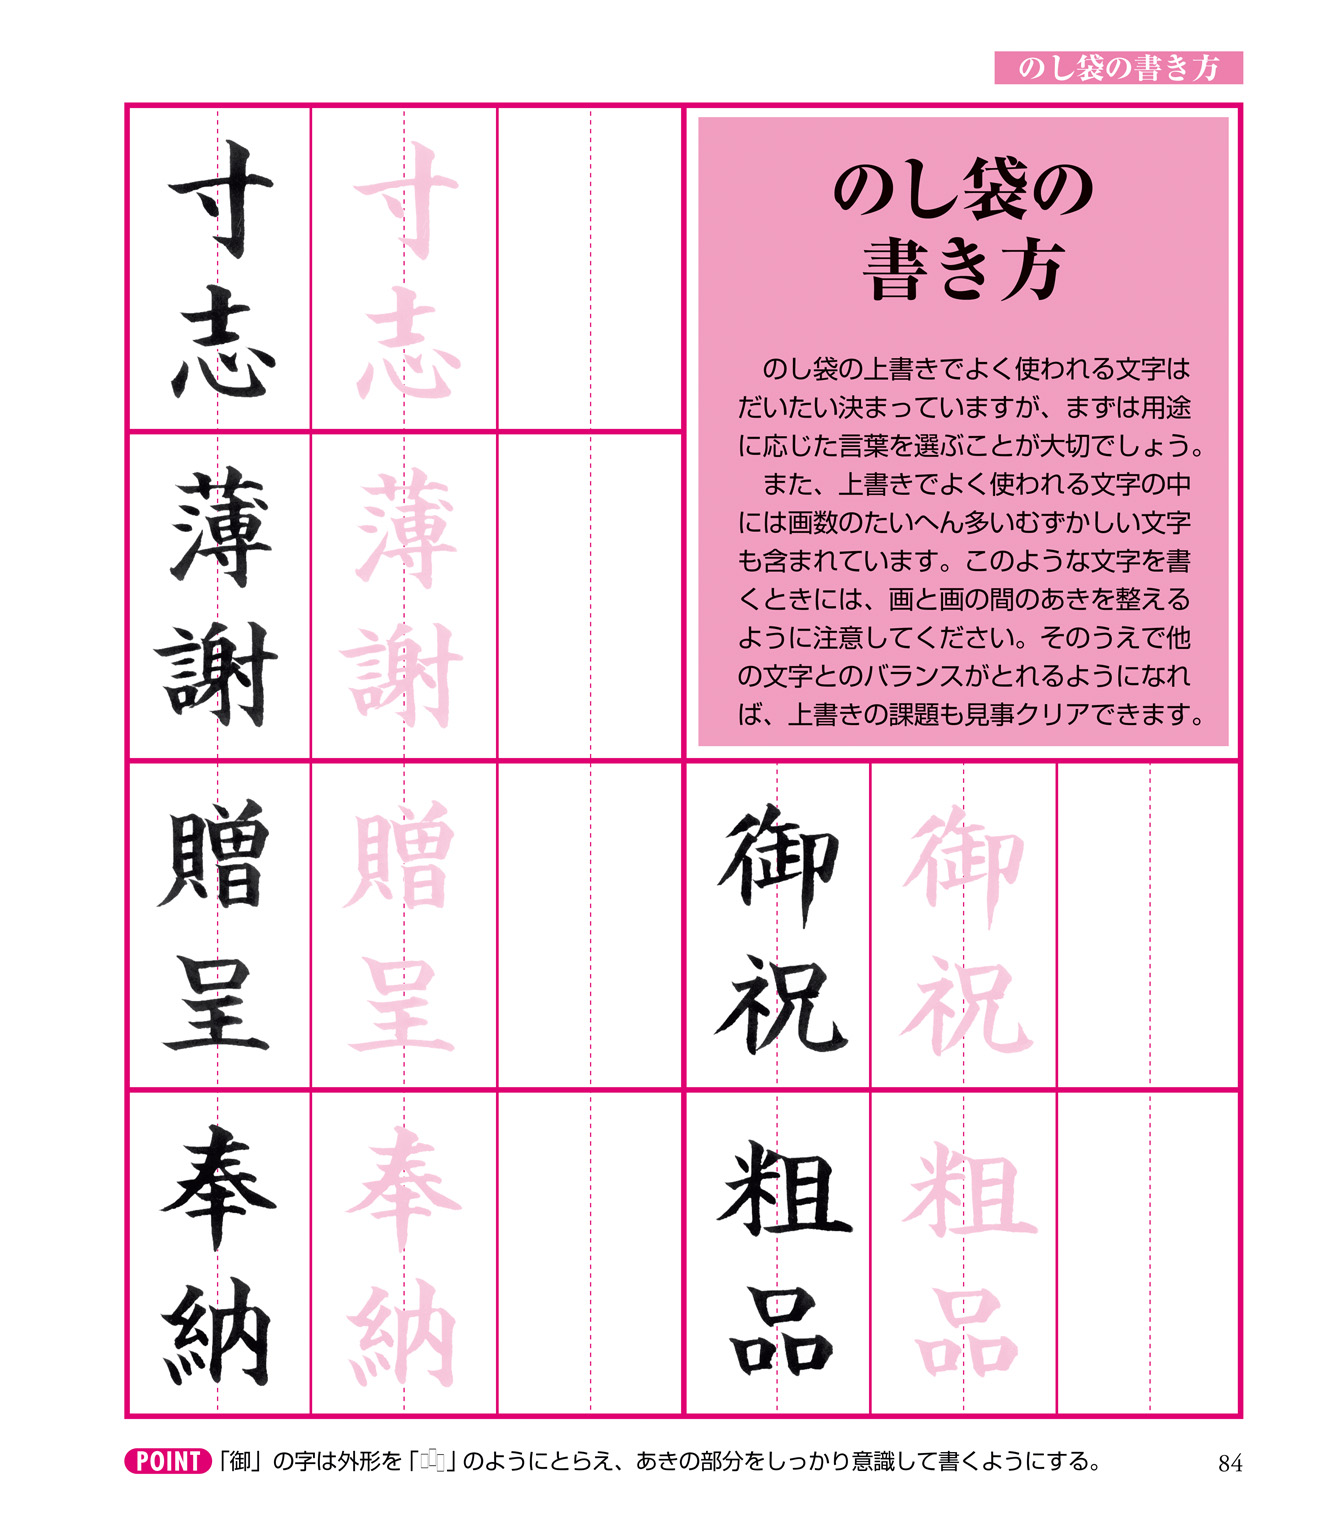 のし袋の書き方
のし袋の
書き方
のし袋の上書きでよく使われる文字は
だいたい決まっていますが、まずは用途
に応じた言葉を選ぶことが大切でしょう。
また、上書きでよく使われる文字の中
には画数のたいへん多いむずかしい文字
も含まれています。このような文字を書
くときには、画と画の間のあきを整える
ように注意してください。そのうえで他
の文字とのバランスがとれるようになれ
ば、上書きの課題も見事クリアできます。
御祝
御祝
粗品
粗品
寸志
寸志
薄謝
薄謝
贈呈
贈呈
奉納
奉納
POINT 「御」の字は外形を「」のようにとらえ、あきの部分をしっかり意識して書くようにする。
84